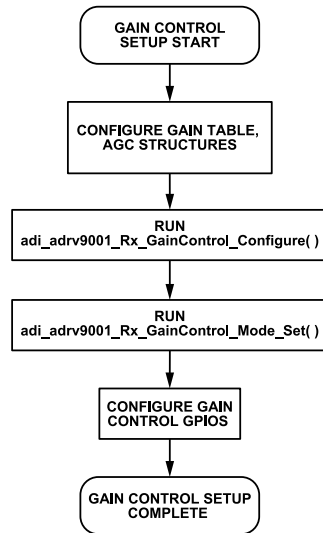 GAIN CONTROL
SETUP START
CONFIGURE GAIN TABLE,
AGC STRUCTURES
RUN
adi_adrv9001_Rx_GainControl_Configure( )
RUN
adi_adrv9001_Rx_GainControl_Mode_Set( )
CONFIGURE GAIN
CONTROL GPIOS
GAIN CONTROL SETUP
COMPLETE